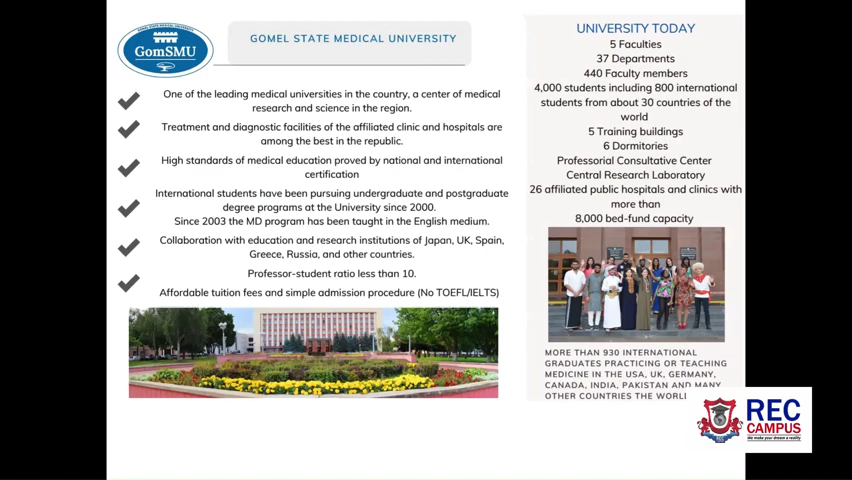 GomSMU
GOMEL STATE MEDICAL UNIVERSITY
One of the leading medical universities in the country, a center of medical
research and science in the region.
Treatment and diagnostic facilities of the affiliated clinic and hospitals are
among the best in the republic.
High standards of medical education proved by national and international
certification
International students have been pursuing undergraduate and postgraduate
degree programs at the University since 2000.
Since 2003 the MD program has been taught in the English medium.
Collaboration with education and research institutions of Japan, UK, Spain,
Greece, Russia, and other countries.
Professor-student ratio less than 10.
Affordable tuition fees and simple admission procedure (No TOEFL/IELTS)
UNIVERSITY TODAY
5 Faculties
37 Departments
440 Faculty members
4,000 students including 800 international
students from about 30 countries of the
world
5 Training buildings
6 Dormitories
Professorial Consultative Center
Central Research Laboratory
26 affiliated public hospitals and clinics with
more than
8,000 bed-fund capacity
MORE THAN 930 INTERNATIONAL
GRADUATES PRACTICING OR TEACHING
MEDICINE IN THE USA, UK, GERMANY,
CANADA, INDIA, PAKISTAN AND MANY
OTHER COUNTRIES THE WORL
REC
CAMPUS
We make your dream a reality